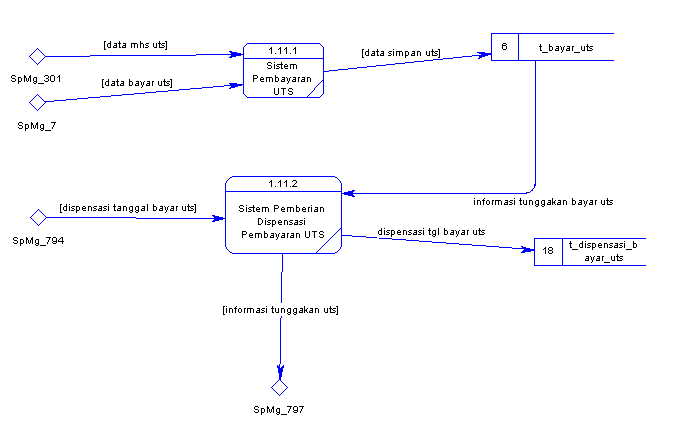 [data mhs uts]
SpMg_301
[data bayar uts]
SpMg_7
1.11.1
Sistem
Pembayaran
UTS
[data simpan uts]
6
t_bayar_uts
informasi tunggakan bayar uts
1.11.2
Sistem Pemberian
Dispensasi
Pembayaran UTS
[dispensasi tanggal bayar uts]
SpMg_794
dispensasi tgl bayar uts
18
t_dispensasi_b
ayar_uts
[informasi tunggakan uts]
SpMg_797